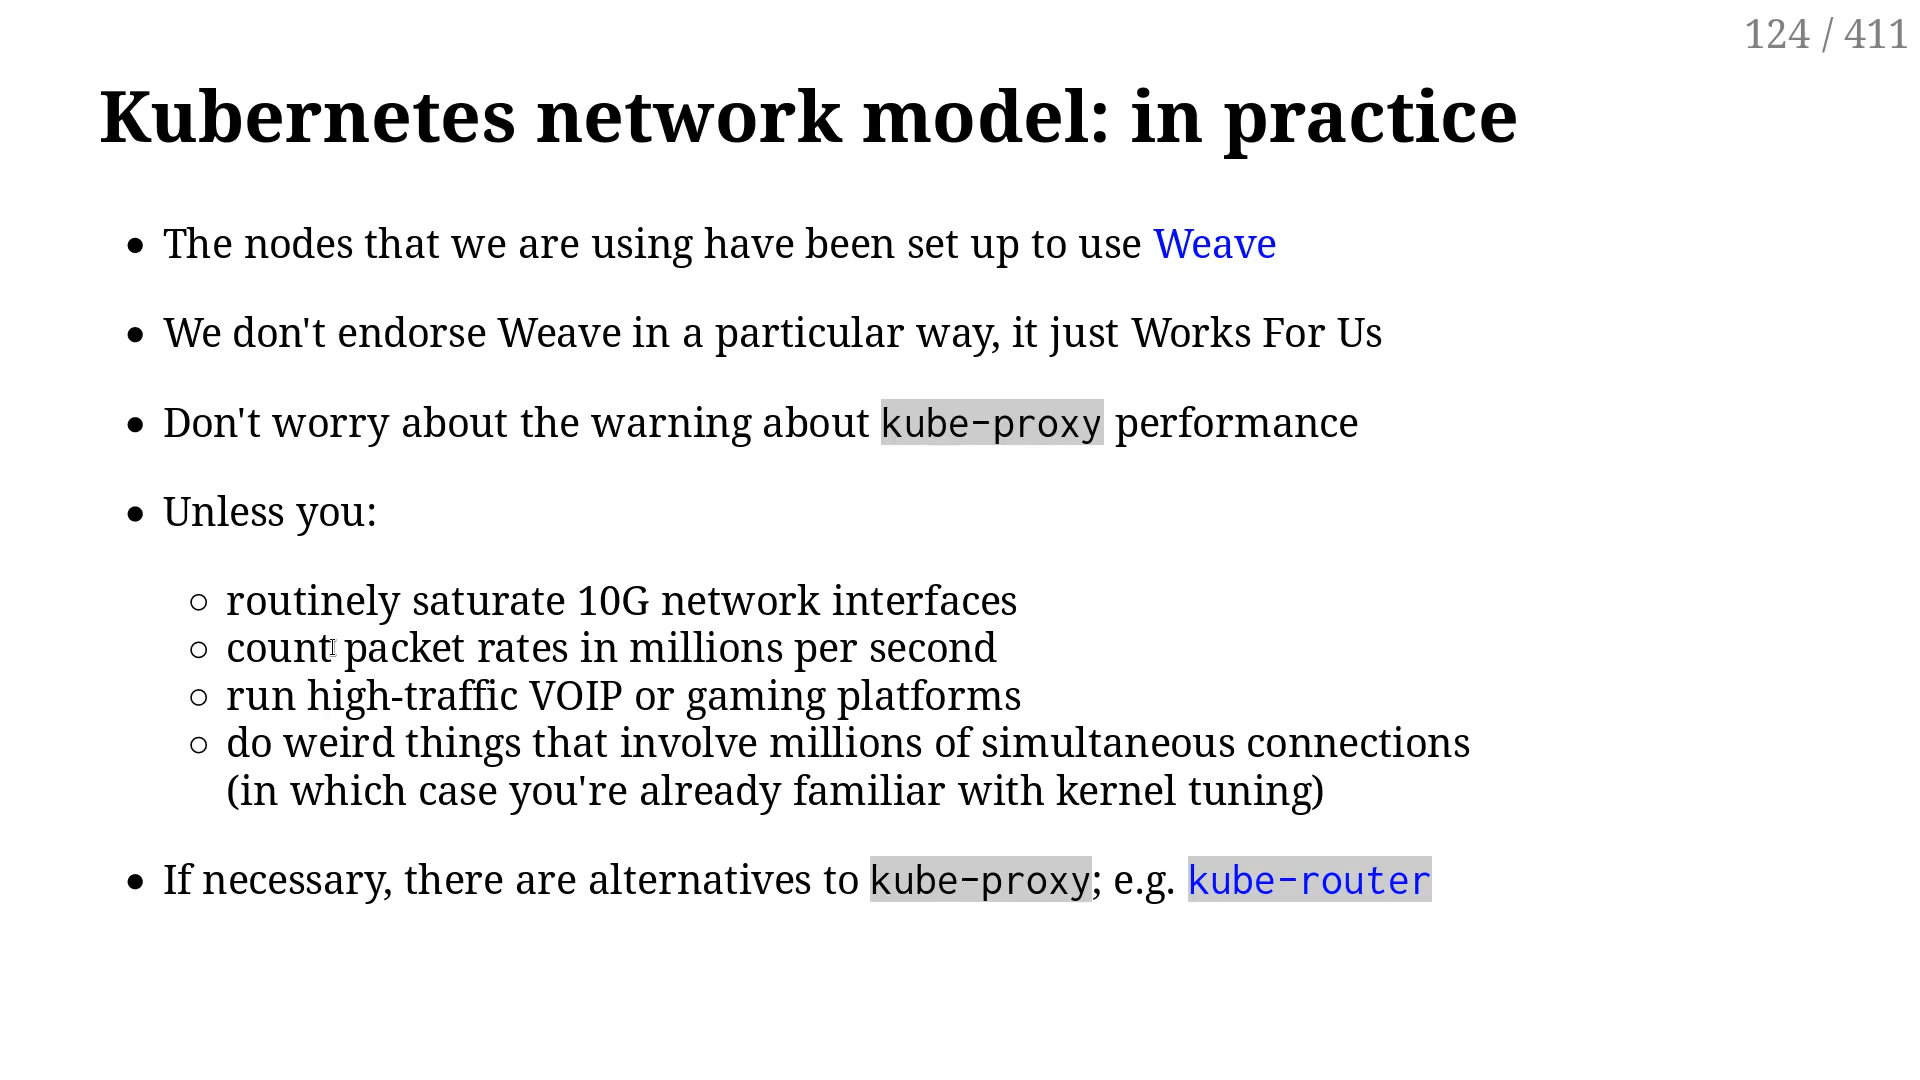 124 / 411
Kubernetes network model: in practice
The nodes that we are using have been set up to use Weave
We don't endorse Weave in a particular way, it just Works For Us
Don't worry about the warning about kube-proxy performance
Unless you:
routinely saturate 10G network interfaces
count packet rates in millions per second
run high-traffic VOIP or gaming platforms
do weird things that involve millions of simultaneous connections
(in which case you're already familiar with kernel tuning)
If necessary, there are alternatives to kube-proxy; e.g. kube-router